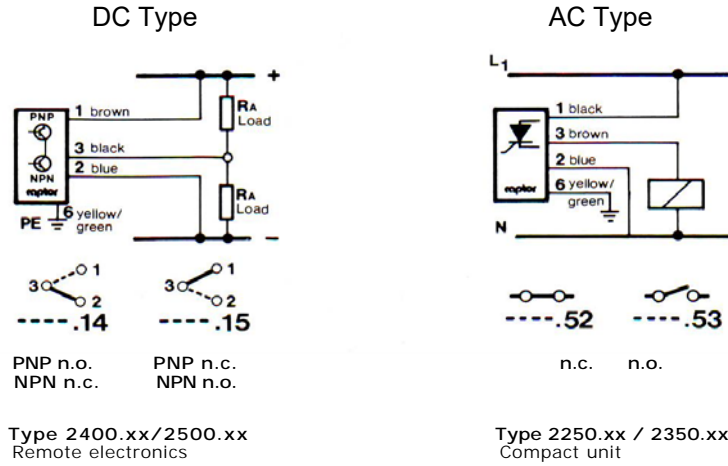 DC Type
AC Type
+
PNP
NPN
raptor
1 brown
3 black
2 blue
6 yellow/
green
PE
RA
Load
RA
Load
–
3
1
2
-----.14
3
1
2
-----.15
PNP n.o.
NPN n.c.
PNP n.c.
NPN n.o.
Type 2400.xx/2500.xx
Remote electronics
L1
raptor
1 black
3 brown
2 blue
6 yellow/
green
N
----.52
----.53
n.c.
n.o.
Type 2250.xx / 2350.xx
Compact unit